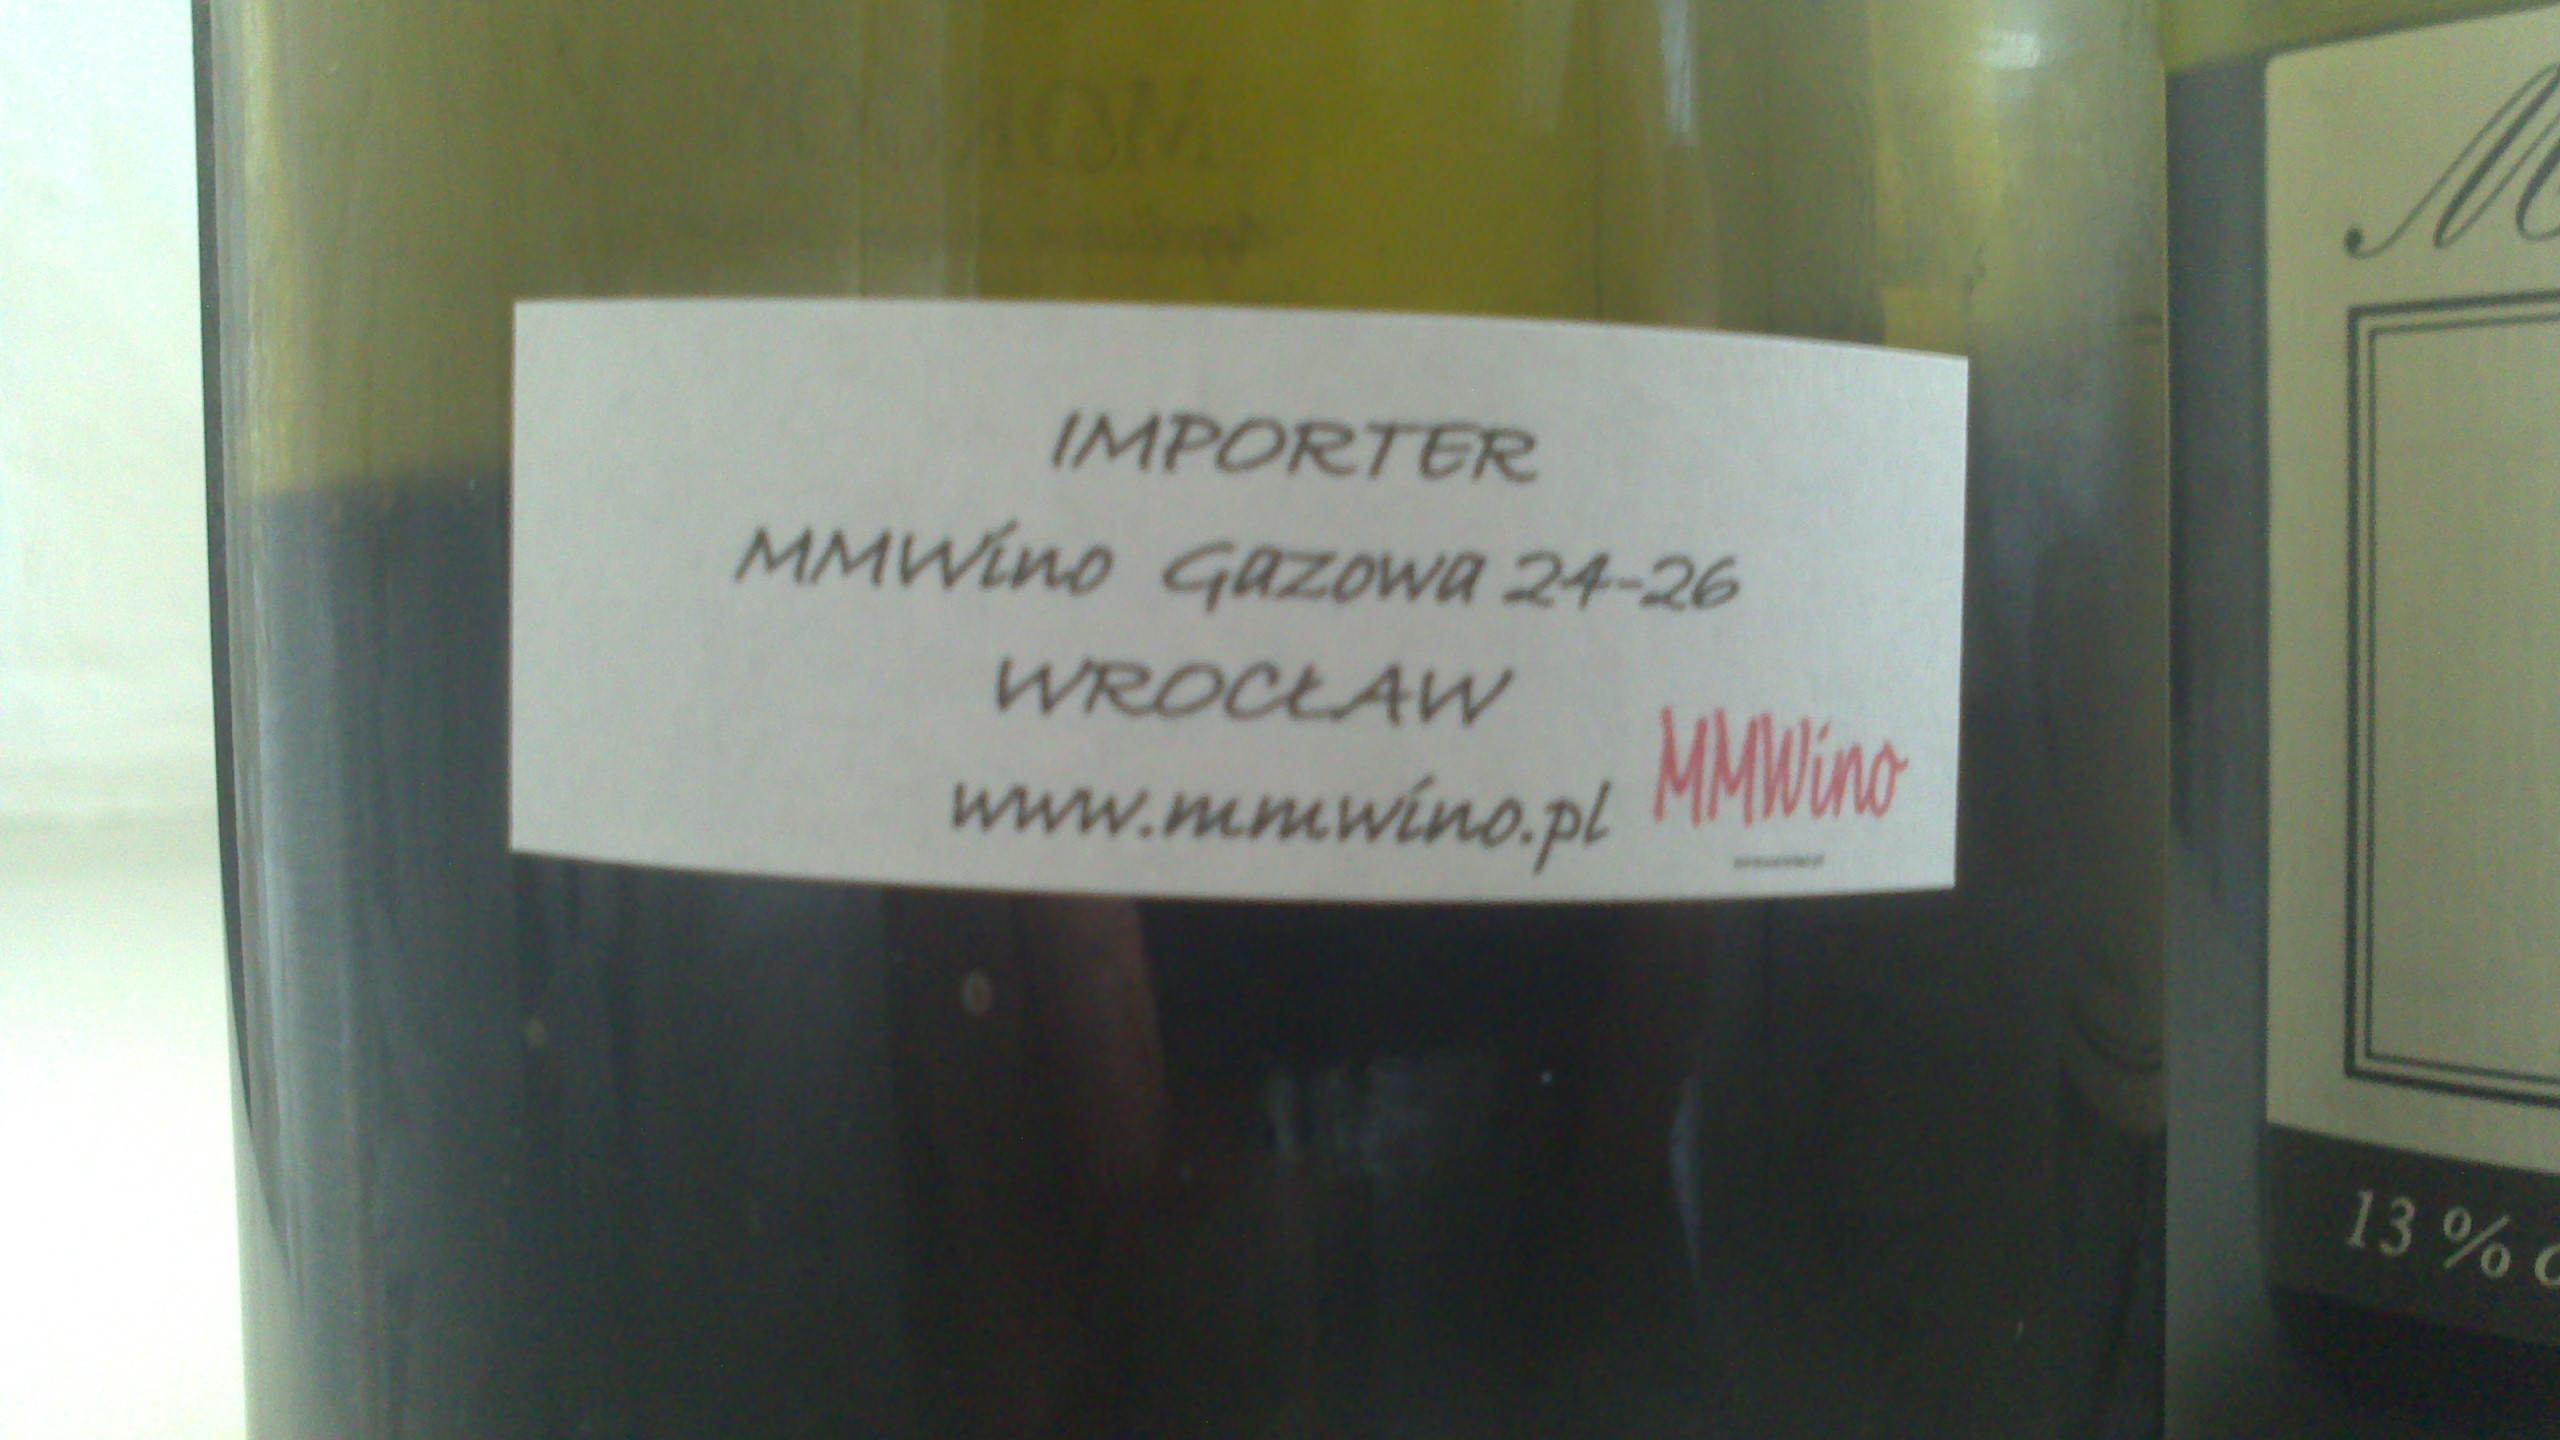 IMPORTER
MMWino Gazowa 24-26
WROCŁAW
www.mmwino.pl
MMWino
13 %